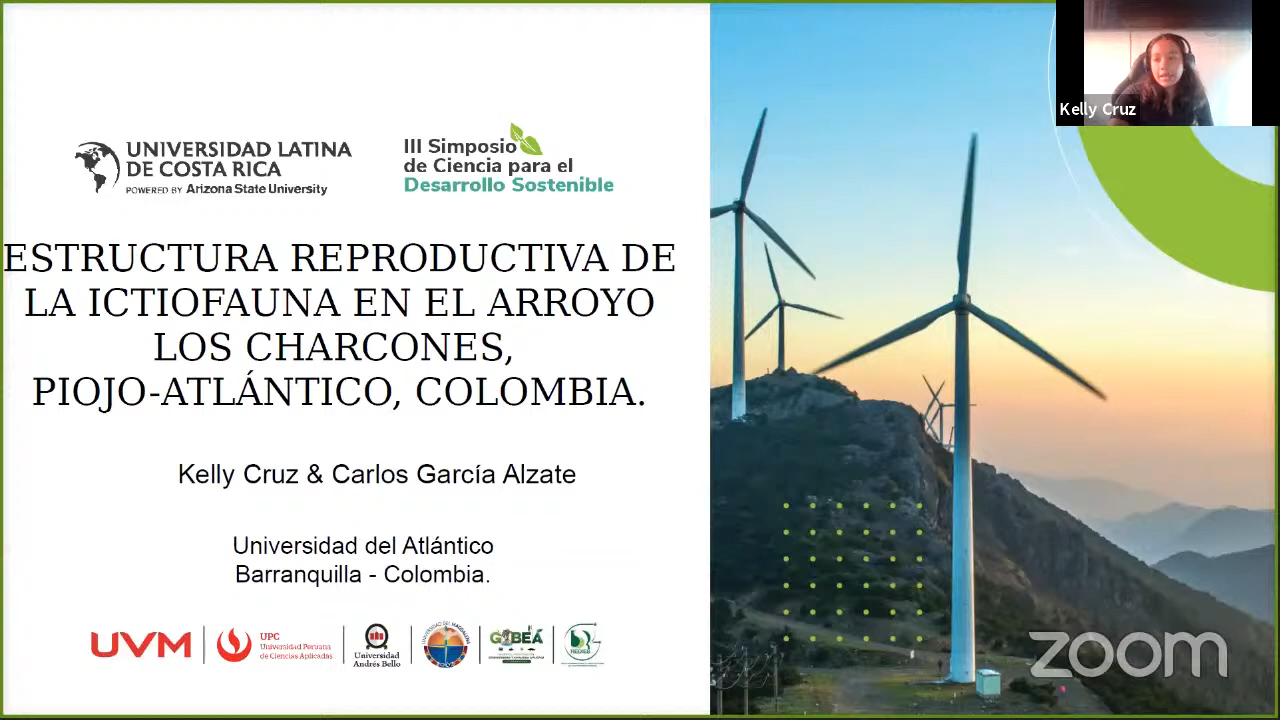 Kelly Cruz
UNIVERSIDAD LATINA
DE COSTA RICA
POWERED BY Arizona State University
III Simposio
de Ciencia para el
Desarrollo Sostenible
ESTRUCTURA REPRODUCTIVA DE
LA ICTIOFAUNA EN EL ARROYO
LOS CHARCONES,
PIOJO-ATLÁNTICO, COLOMBIA.
Kelly Cruz & Carlos García Alzate
Universidad del Atlántico
Barranquilla - Colombia.
UVM
UPC
Universidad Peruana
de Ciencias Aplicadas
Universidad
Andrés Bello
zoom